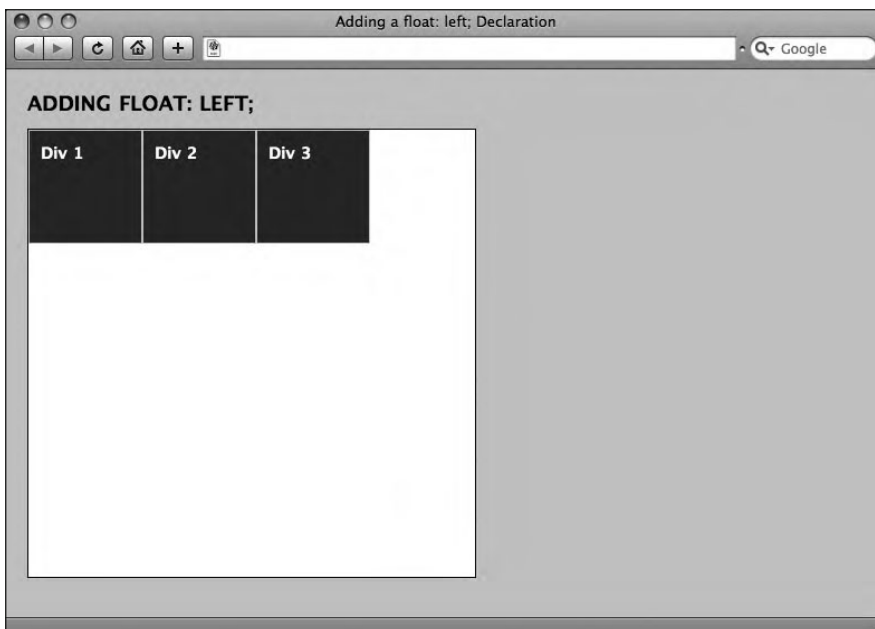 Adding a float: left; Declaration
Google
ADDING FLOAT: LEFT;
Div 1 Div 2 Div 3